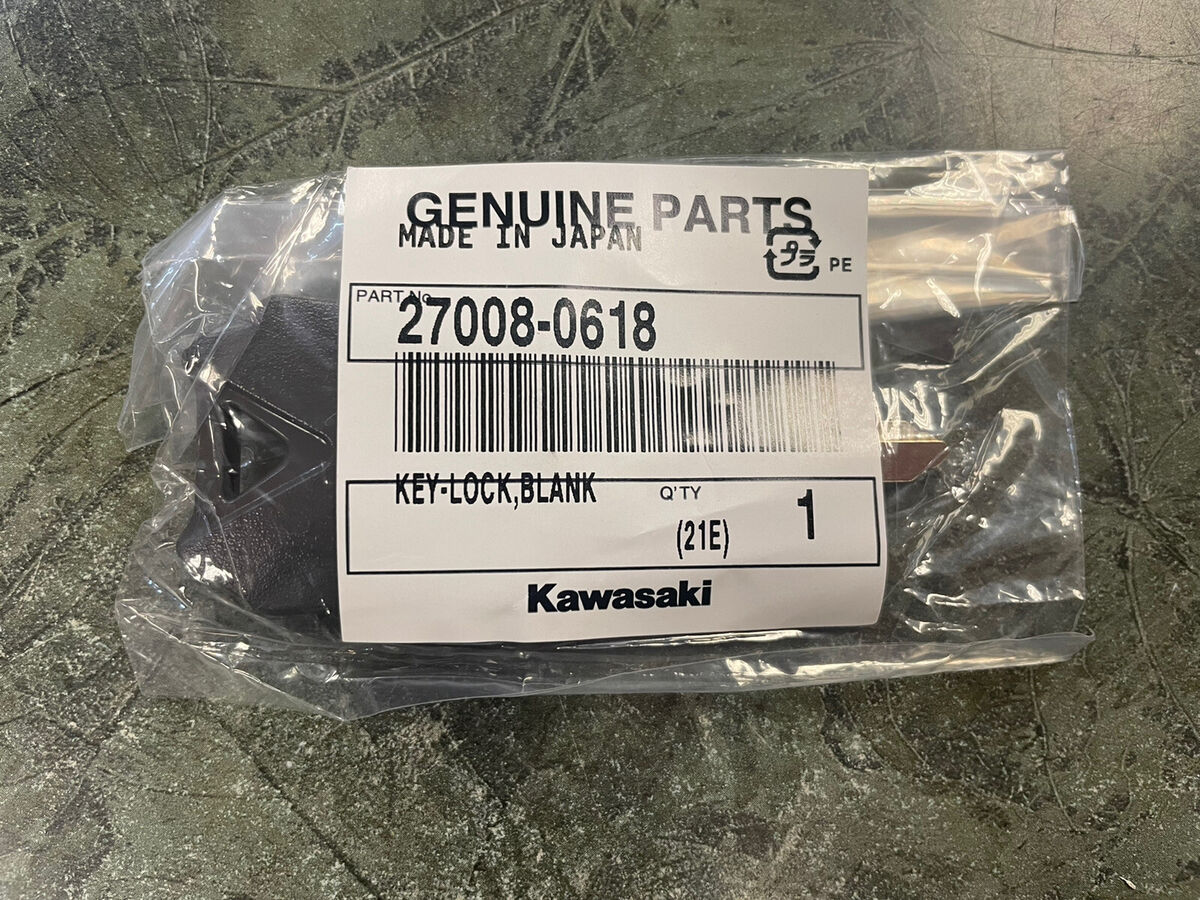 GENUINE PARTS
MADE IN JAPAN
プラ PE
PART No.
27008-0618
KEY-LOCK,BLANK Q'TY 1
(21E)
Kawasaki